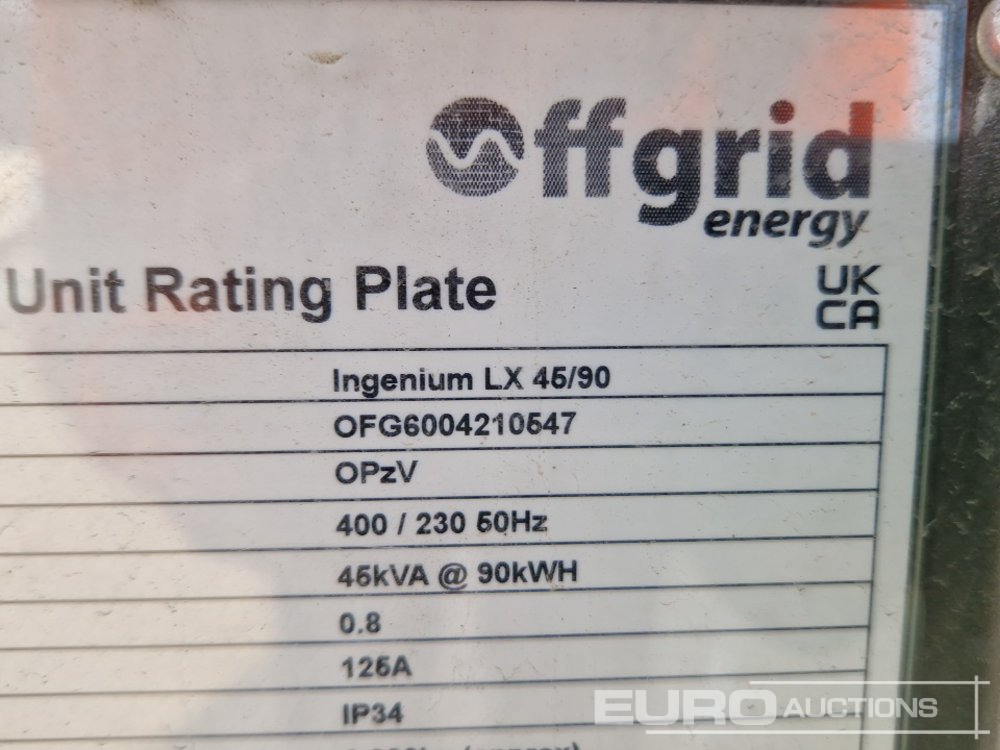 Offgrid
energy
Unit Rating Plate
UK
CA
Ingenium LX 45/90
OFG6004210547
OPzV
400 / 230 50Hz
45kVA @ 90kWH
0.8
125A
IP34
EURO AUCTIONS